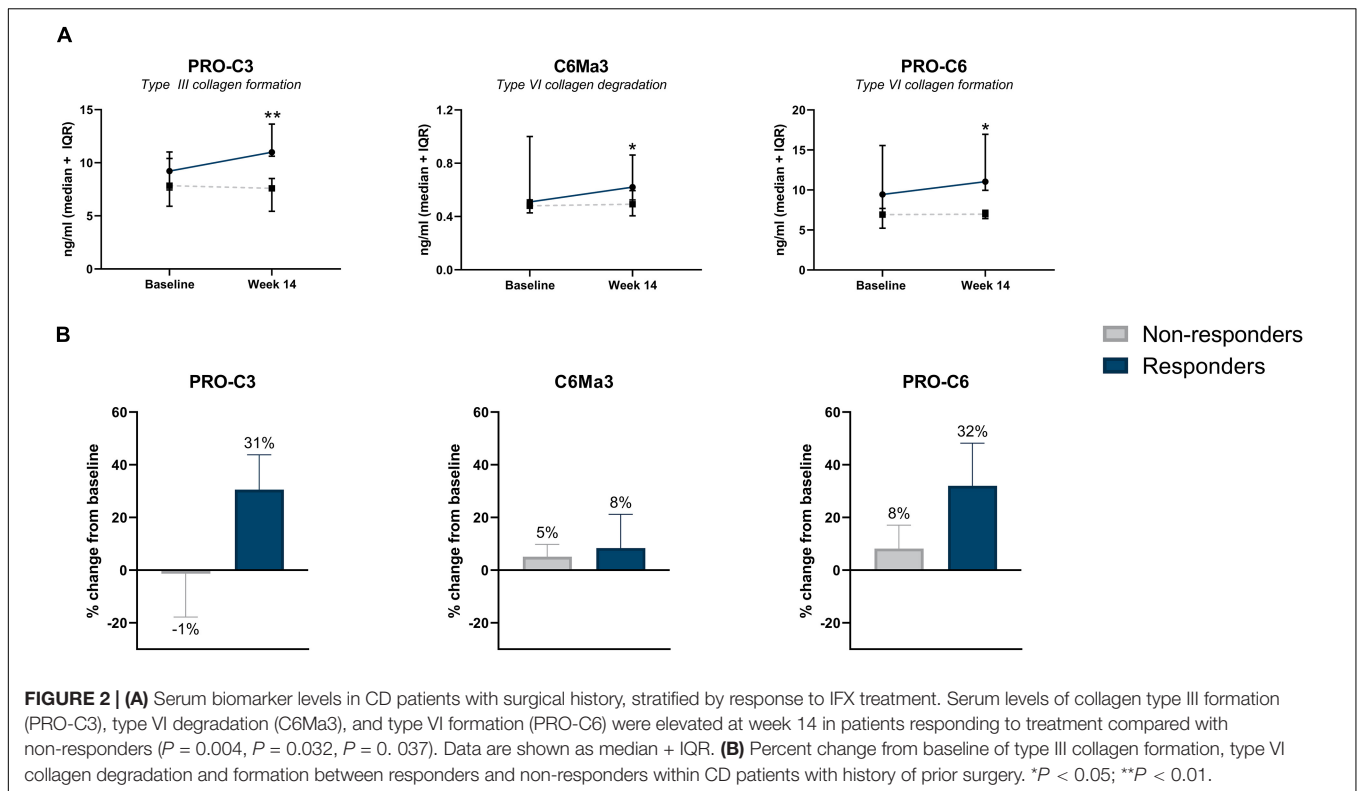 A
PRO-C3
Type III collagen formation
15
10
5
0
ng/ml (median + IQR)
**
Baseline
Week 14
C6Ma3
Type VI collagen degradation
1.2
0.8
0.4
0.0
ng/ml (median + IQR)
*
Baseline
Week 14
PRO-C6
Type VI collagen formation
20
15
10
5
0
ng/ml (median + IQR)
*
Baseline
Week 14
B
Non-responders
Responders
PRO-C3
60
40
20
0
-20
% change from baseline
31%
-1%
C6Ma3
60
40
20
0
-20
% change from baseline
5%
8%
PRO-C6
60
40
20
0
-20
% change from baseline
8%
32%
FIGURE 2 | (A) Serum biomarker levels in CD patients with surgical history, stratified by response to IFX treatment. Serum levels of collagen type III formation
(PRO-C3), type VI degradation (C6Ma3), and type VI formation (PRO-C6) were elevated at week 14 in patients responding to treatment compared with
non-responders (P = 0.004, P = 0.032, P = 0. 037). Data are shown as median + IQR. (B) Percent change from baseline of type III collagen formation, type VI
collagen degradation and formation between responders and non-responders within CD patients with history of prior surgery. *P < 0.05; **P < 0.01.